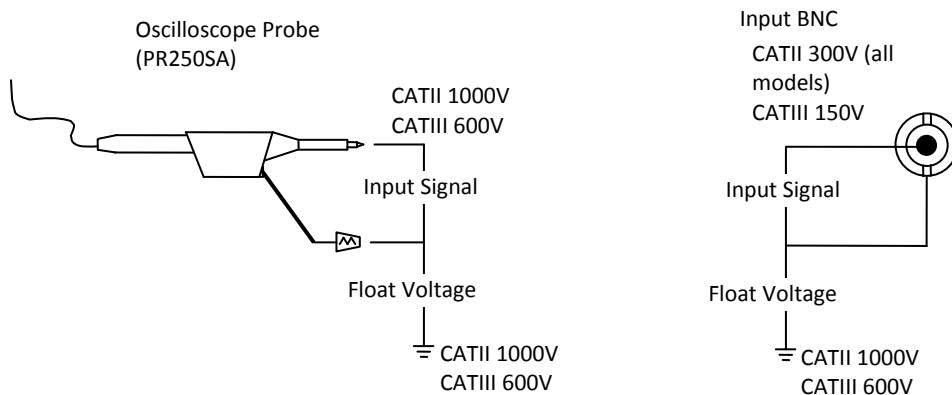 Oscilloscope Probe
(PR250SA)
CATII 1000V
CATIII 600V
Input Signal
Float Voltage
CATII 1000V
CATIII 600V
Input BNC
CATII 300V (all
models)
CATIII 150V
Input Signal
Float Voltage
CATII 1000V
CATIII 600V